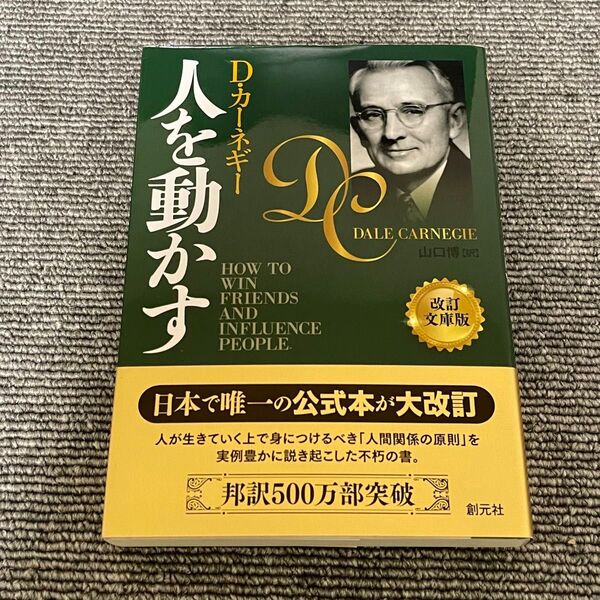 D・カーネギー
人を動かす
DC
DALE CARNEGIE
山口博[訳]
HOW TO
WIN
FRIENDS
AND
INFLUENCE
PEOPLE
改訂
文庫版
日本で唯一の公式本が大改訂
人が生きていく上で身につけるべき「人間関係の原則」を
実例豊かに説き起こした不朽の書。
邦訳500万部突破
創元社